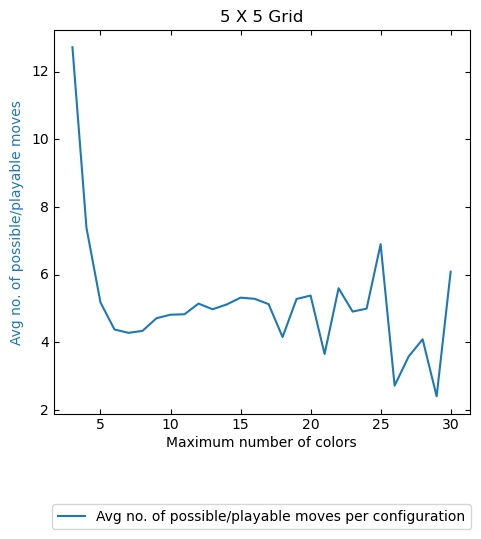 5 X 5 Grid
Avg no. of possible/playable moves
12
10
8
6
4
2
5 10 15 20 25 30
Maximum number of colors
Avg no. of possible/playable moves per configuration